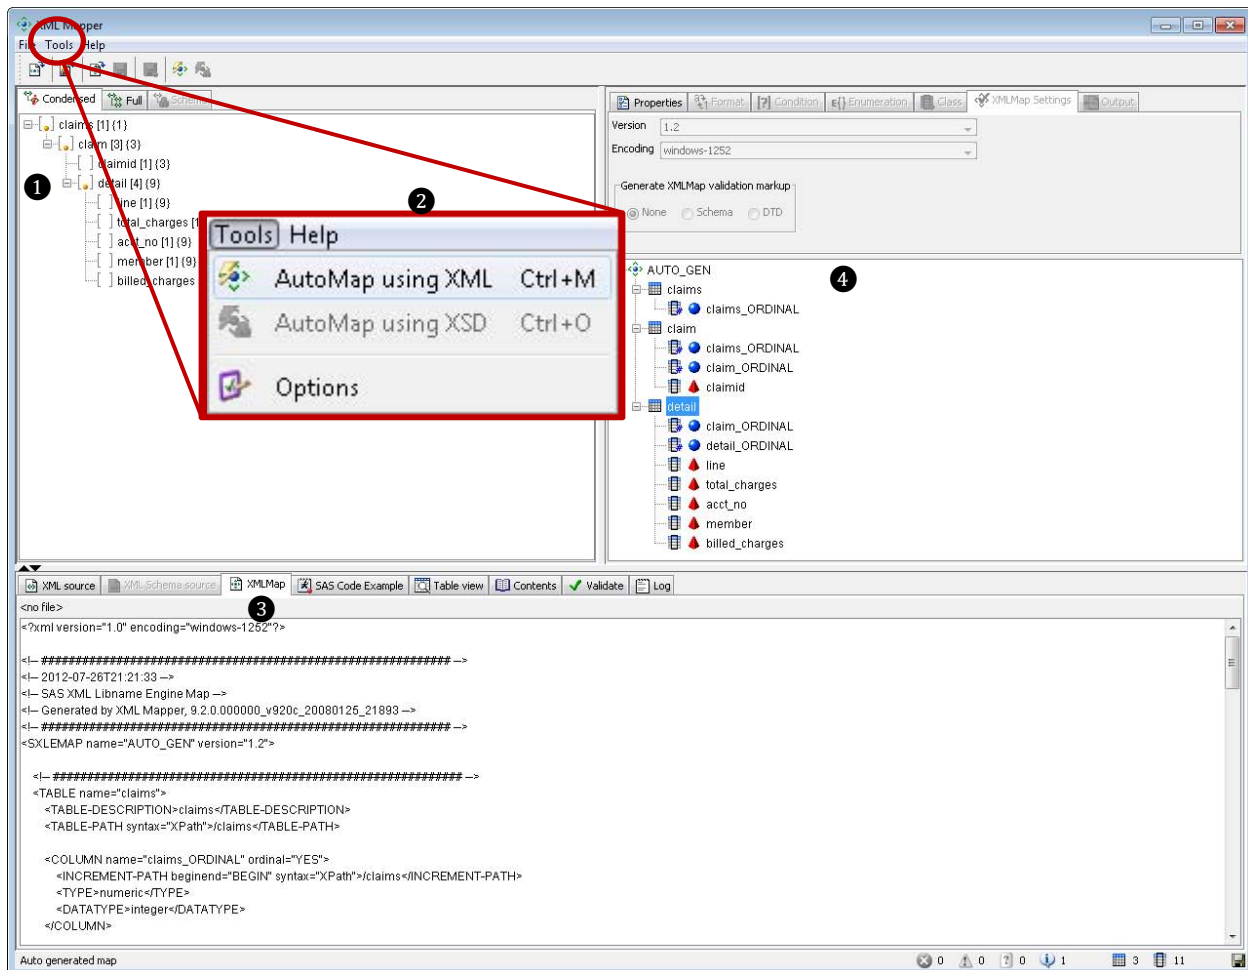 XML Mapper
File Tools Help
Condensed Full Schema
claims [1] {1}
claim [3] {3}
claimid [1] {3}
❶
detail [4] {9}
line [1] {9}
total_charges [1
acct_no [1] {9}
member [1] {9}
billed_charges
❷
Tools Help
AutoMap using XML Ctrl+M
AutoMap using XSD Ctrl+O
Options
Properties Format Condition Enumeration Class XMLMap Settings Output
Version 1.2
Encoding windows-1252
Generate XMLMap validation markup
None Schema DTD
AUTO_GEN
❹
claims
claims_ORDINAL
claim
claims_ORDINAL
claim_ORDINAL
claimid
detail
claim_ORDINAL
detail_ORDINAL
line
total_charges
acct_no
member
billed_charges
XML source XML Schema source XMLMap SAS Code Example Table view Contents Validate Log
<no file>
❸
<?xml version="1.0" encoding="windows-1252"?>
<!-- ############################################################ -->
<!-- 2012-07-26T21:21:33 -->
<!-- SAS XML Libname Engine Map -->
<!-- Generated by XML Mapper, 9.2.0.000000_v920c_20080125_21893 -->
<!-- ############################################################ -->
<SXLEMAP name="AUTO_GEN" version="1.2">
<!-- ############################################################ -->
<TABLE name="claims">
<TABLE-DESCRIPTION>claims</TABLE-DESCRIPTION>
<TABLE-PATH syntax="XPath">/claims</TABLE-PATH>
<COLUMN name="claims_ORDINAL" ordinal="YES">
<INCREMENT-PATH beginend="BEGIN" syntax="XPath">/claims</INCREMENT-PATH>
<TYPE>numeric</TYPE>
<DATATYPE>integer</DATATYPE>
</COLUMN>
Auto generated map
0 0 0 1 3 11